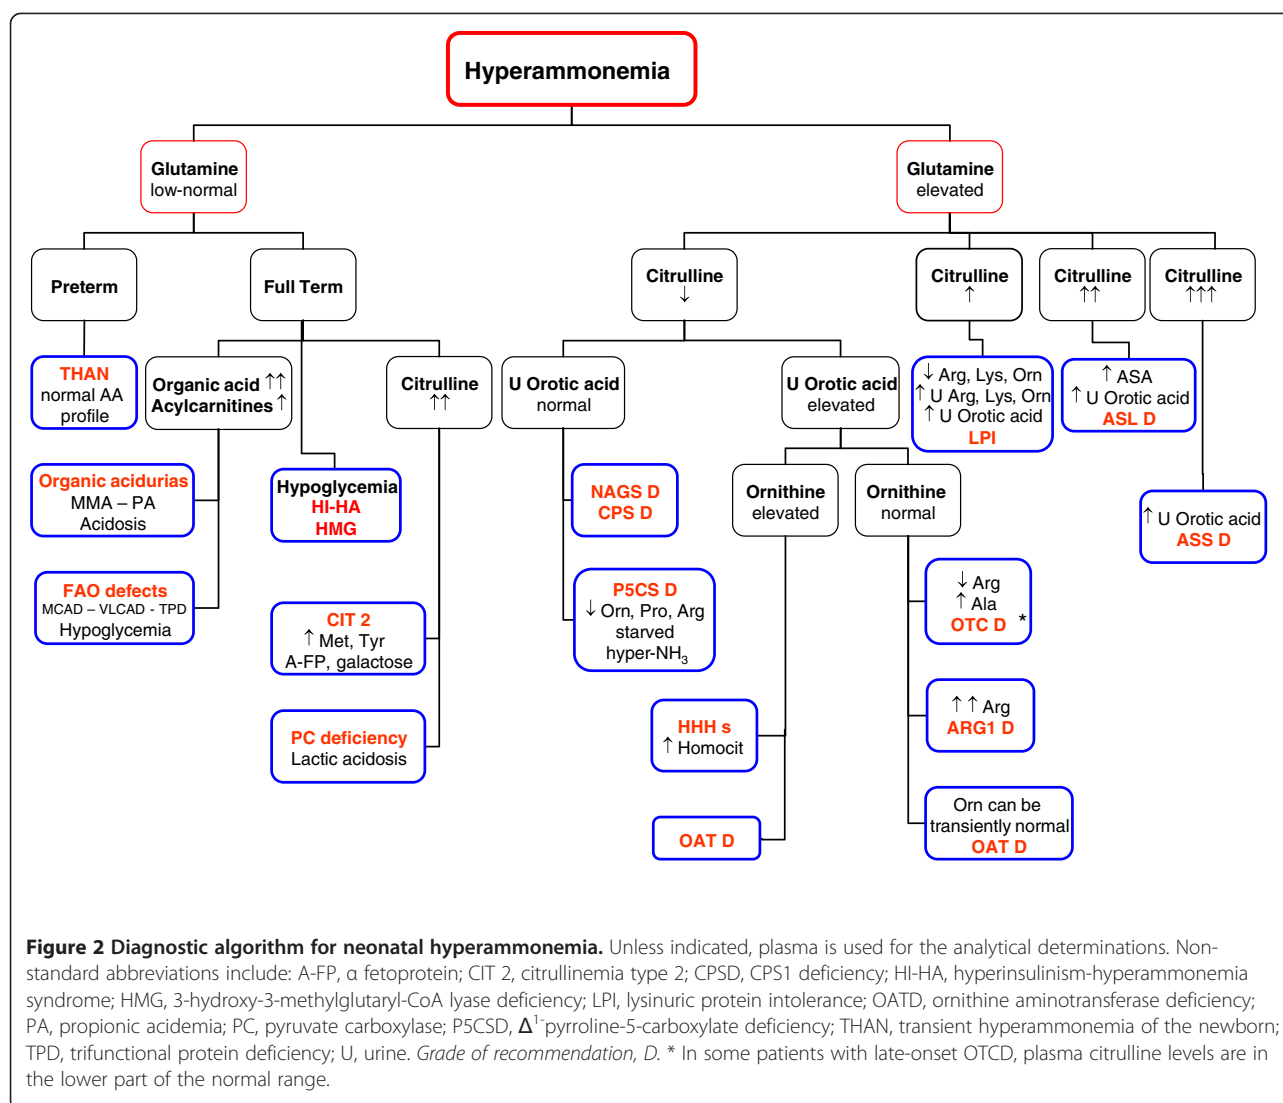 Hyperammonemia
Glutamine
low-normal
Glutamine
elevated
Preterm
Full Term
Citrulline
↓
Citrulline
↑
Citrulline
↑↑
Citrulline
↑↑↑
THAN
normal AA
profile
Organic acid ↑↑
Acylcarnitines ↑
Citrulline
↑↑
U Orotic acid
normal
U Orotic acid
elevated
↓ Arg, Lys, Orn
↑ U Arg, Lys, Orn
↑ U Orotic acid
LPI
↑ ASA
↑ U Orotic acid
ASL D
Organic acidurias
MMA – PA
Acidosis
Hypoglycemia
HI-HA
HMG
NAGS D
CPS D
Ornithine
elevated
Ornithine
normal
↑ U Orotic acid
ASS D
FAO defects
MCAD – VLCAD - TPD
Hypoglycemia
CIT 2
↑ Met, Tyr
A-FP, galactose
P5CS D
↓ Orn, Pro, Arg
starved
hyper-NH₃
↓ Arg
↑ Ala
OTC D *
PC deficiency
Lactic acidosis
HHH s
↑ Homocit
↑ ↑ Arg
ARG1 D
OAT D
Orn can be
transiently normal
OAT D
Figure 2 Diagnostic algorithm for neonatal hyperammonemia. Unless indicated, plasma is used for the analytical determinations. Non-
standard abbreviations include: A-FP, α fetoprotein; CIT 2, citrullinemia type 2; CPSD, CPS1 deficiency; HI-HA, hyperinsulinism-hyperammonemia
syndrome; HMG, 3-hydroxy-3-methylglutaryl-CoA lyase deficiency; LPI, lysinuric protein intolerance; OATD, ornithine aminotransferase deficiency;
PA, propionic acidemia; PC, pyruvate carboxylase; P5CSD, Δ¹-pyrroline-5-carboxylate deficiency; THAN, transient hyperammonemia of the newborn;
TPD, trifunctional protein deficiency; U, urine. Grade of recommendation, D. * In some patients with late-onset OTCD, plasma citrulline levels are in
the lower part of the normal range.